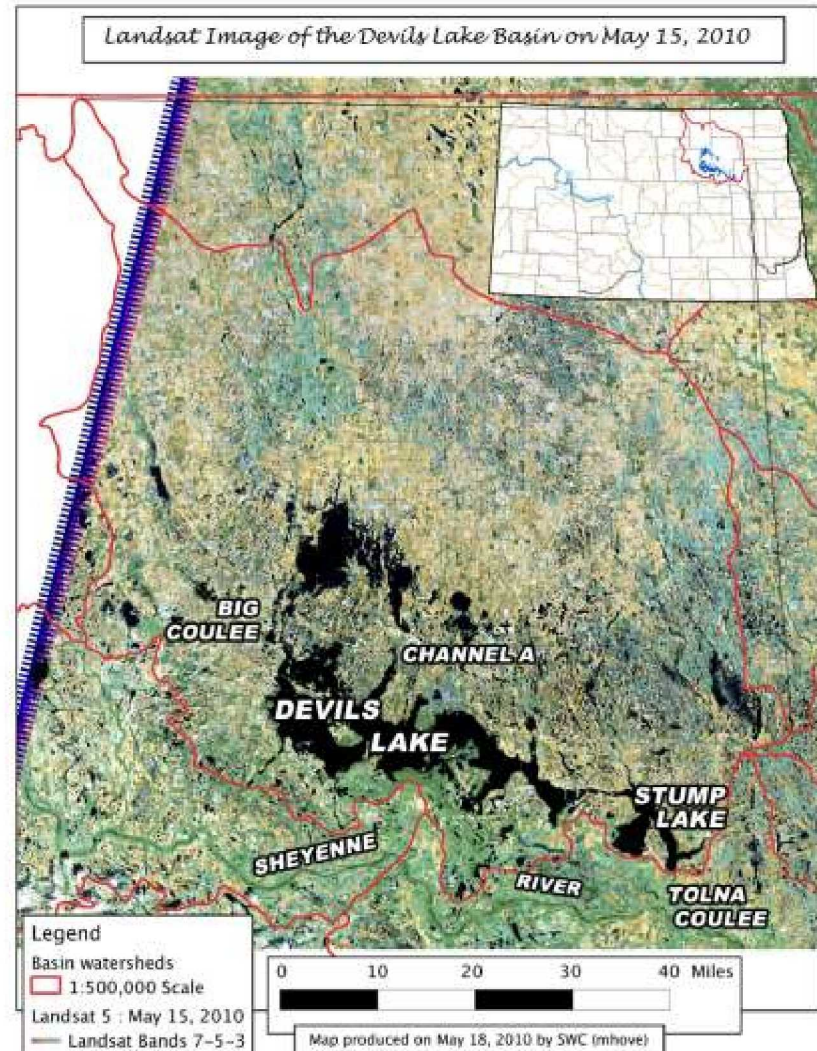 Landsat Image of the Devils Lake Basin on May 15, 2010
BIG
COULEE
CHANNEL A
DEVILS
LAKE
STUMP
LAKE
SHEYENNE
RIVER
TOLNA
COULEE
Legend
Basin watersheds
1:500,000 Scale
Landsat 5 : May 15, 2010
Landsat Bands 7-5-3
0 10 20 30 40 Miles
Map produced on May 18, 2010 by SWC (mhove)